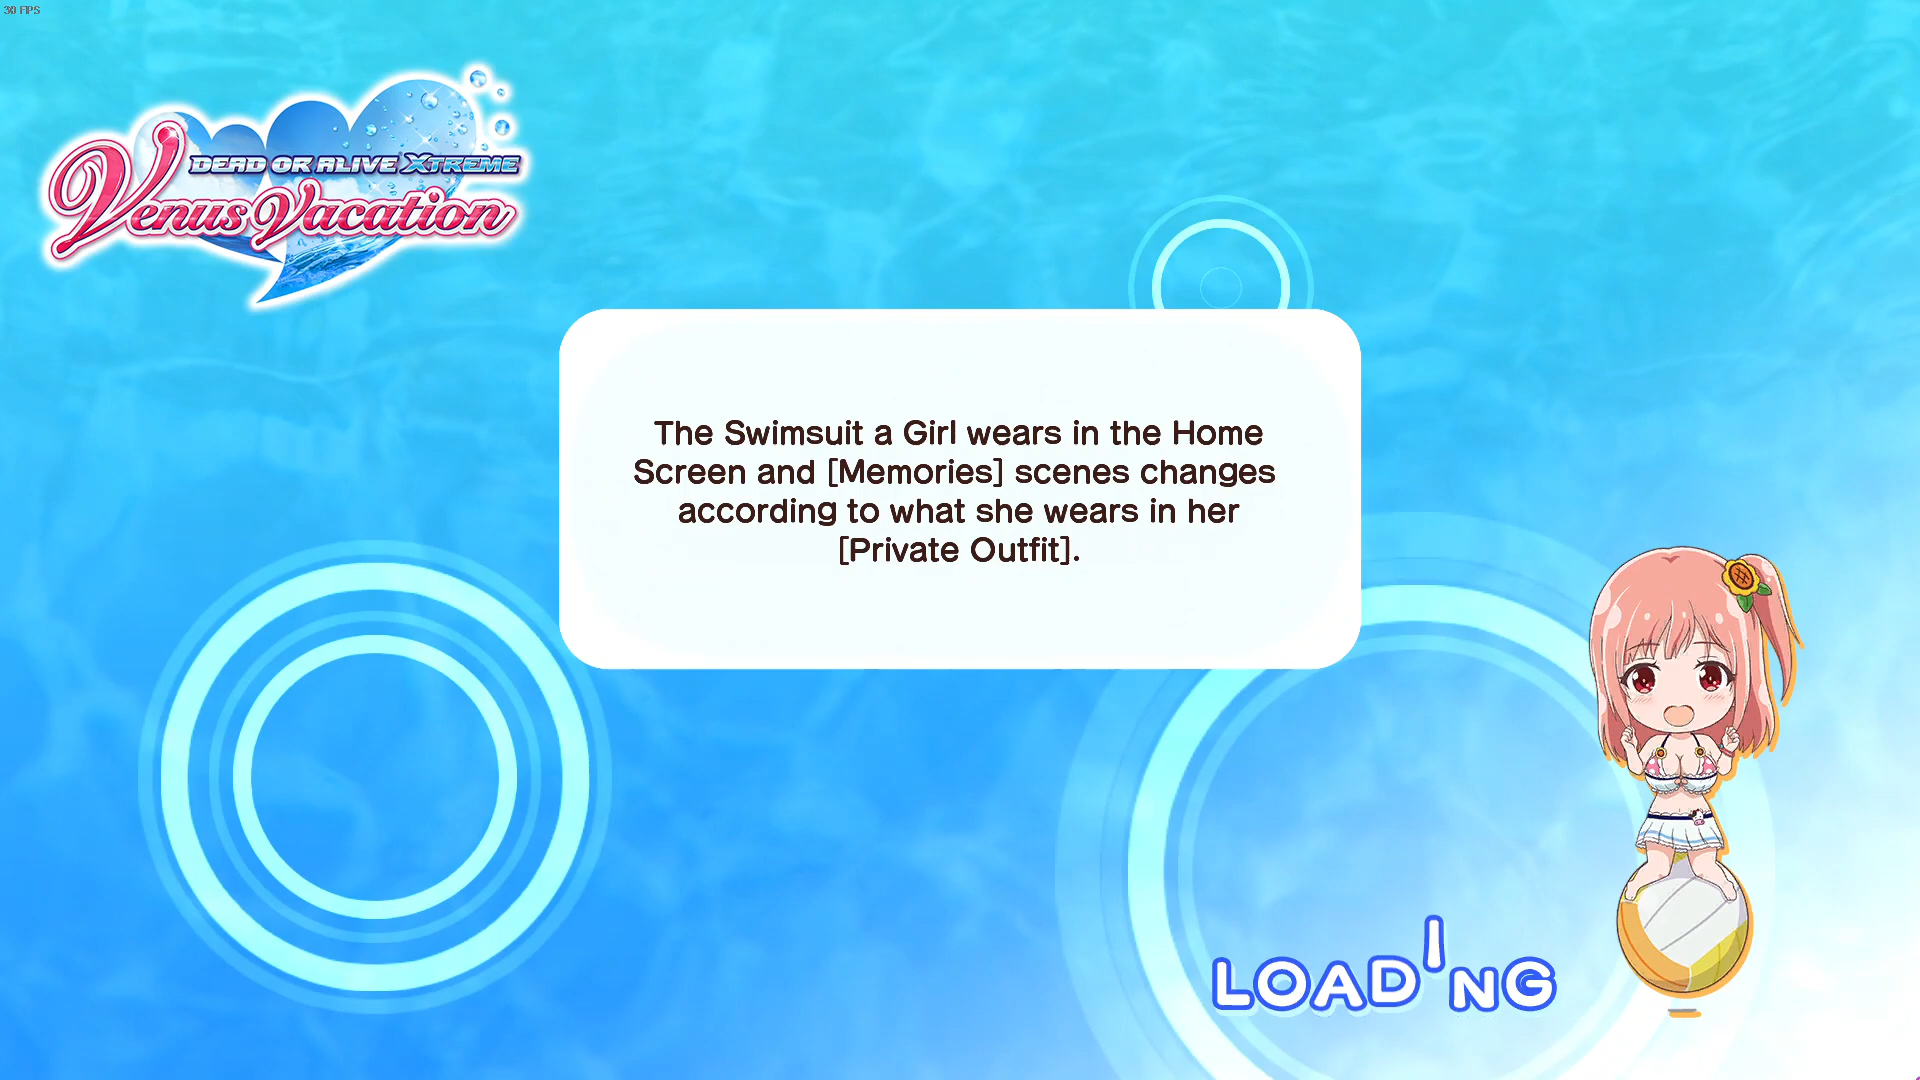 30 FPS
DEAD OR ALIVE XTREME
Venus Vacation
The Swimsuit a Girl wears in the Home
Screen and [Memories] scenes changes
according to what she wears in her
[Private Outfit].
LOADING